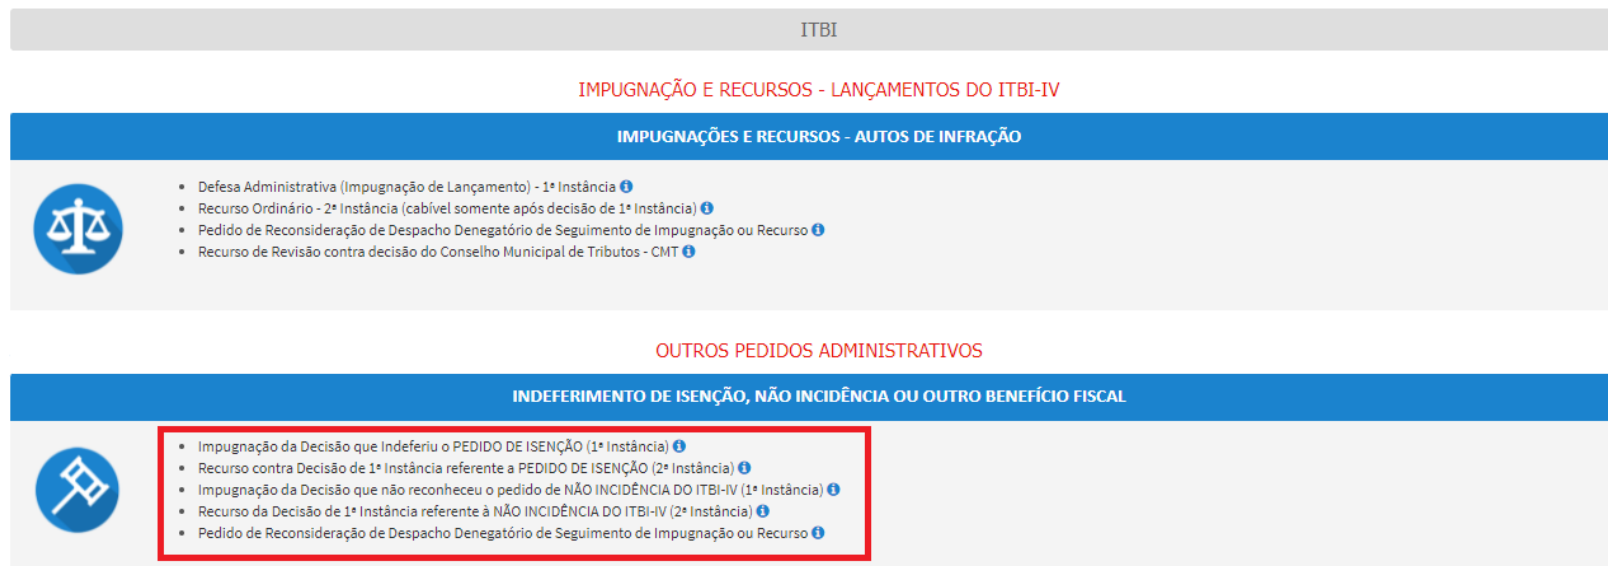 ITBI
IMPUGNAÇÃO E RECURSOS - LANÇAMENTOS DO ITBI-IV
IMPUGNAÇÕES E RECURSOS - AUTOS DE INFRAÇÃO
Defesa Administrativa (Impugnação de Lançamento) - 1ª Instância
Recurso Ordinário - 2ª Instância (cabível somente após decisão de 1ª Instância)
Pedido de Reconsideração de Despacho Denegatório de Seguimento de Impugnação ou Recurso
Recurso de Revisão contra decisão do Conselho Municipal de Tributos - CMT
OUTROS PEDIDOS ADMINISTRATIVOS
INDEFERIMENTO DE ISENÇÃO, NÃO INCIDÊNCIA OU OUTRO BENEFÍCIO FISCAL
Impugnação da Decisão que Indeferiu o PEDIDO DE ISENÇÃO (1ª Instância)
Recurso contra Decisão de 1ª Instância referente a PEDIDO DE ISENÇÃO (2ª Instância)
Impugnação da Decisão que não reconheceu o pedido de NÃO INCIDÊNCIA DO ITBI-IV (1ª Instância)
Recurso da Decisão de 1ª Instância referente à NÃO INCIDÊNCIA DO ITBI-IV (2ª Instância)
Pedido de Reconsideração de Despacho Denegatório de Seguimento de Impugnação ou Recurso